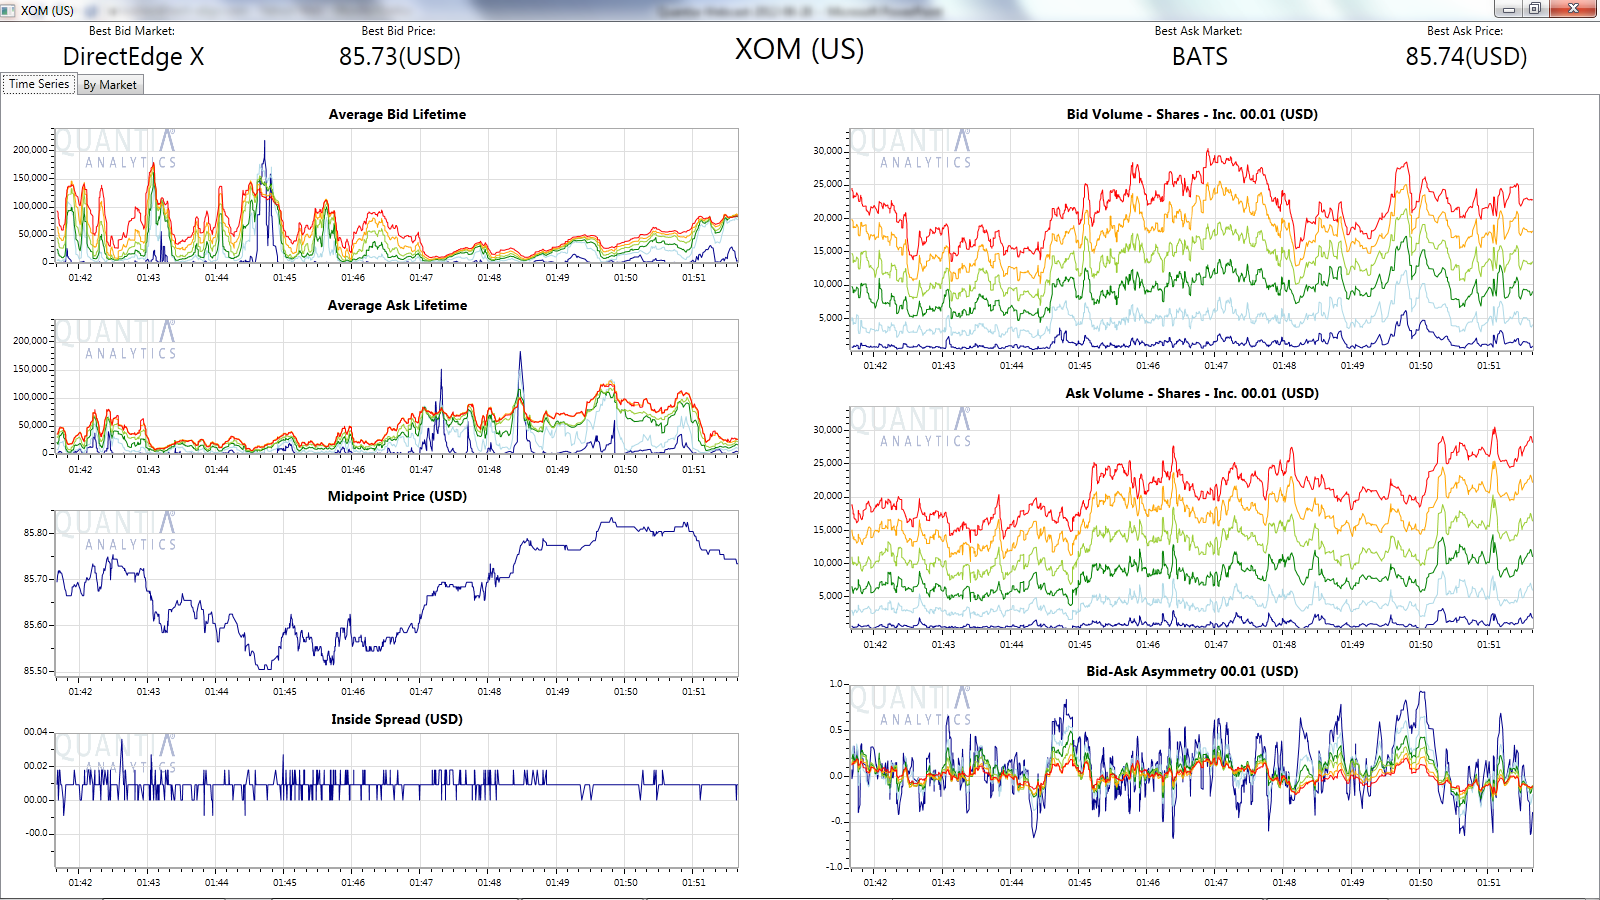 XOM (US)
Best Bid Market:
DirectEdge X
Best Bid Price:
85.73(USD)
XOM (US)
Best Ask Market:
BATS
Best Ask Price:
85.74(USD)
Time Series
By Market
Average Bid Lifetime
QUANTIA
ANALYTICS
200,000
150,000
100,000
50,000
0
01:42 01:43 01:44 01:45 01:46 01:47 01:48 01:49 01:50 01:51
Average Ask Lifetime
QUANTIA
ANALYTICS
200,000
150,000
100,000
50,000
0
01:42 01:43 01:44 01:45 01:46 01:47 01:48 01:49 01:50 01:51
Midpoint Price (USD)
QUANTIA
ANALYTICS
85.80
85.70
85.60
85.50
01:42 01:43 01:44 01:45 01:46 01:47 01:48 01:49 01:50 01:51
Inside Spread (USD)
QUANTIA
ANALYTICS
00.04
00.02
00.00
-00.0
01:42 01:43 01:44 01:45 01:46 01:47 01:48 01:49 01:50 01:51
Bid Volume - Shares - Inc. 00.01 (USD)
QUANTIA
ANALYTICS
30,000
25,000
20,000
15,000
10,000
5,000
01:42 01:43 01:44 01:45 01:46 01:47 01:48 01:49 01:50 01:51
Ask Volume - Shares - Inc. 00.01 (USD)
QUANTIA
ANALYTICS
30,000
25,000
20,000
15,000
10,000
5,000
01:42 01:43 01:44 01:45 01:46 01:47 01:48 01:49 01:50 01:51
Bid-Ask Asymmetry 00.01 (USD)
QUANTIA
ANALYTICS
1.0
0.5
0.0
-0.
-1.0
01:42 01:43 01:44 01:45 01:46 01:47 01:48 01:49 01:50 01:51